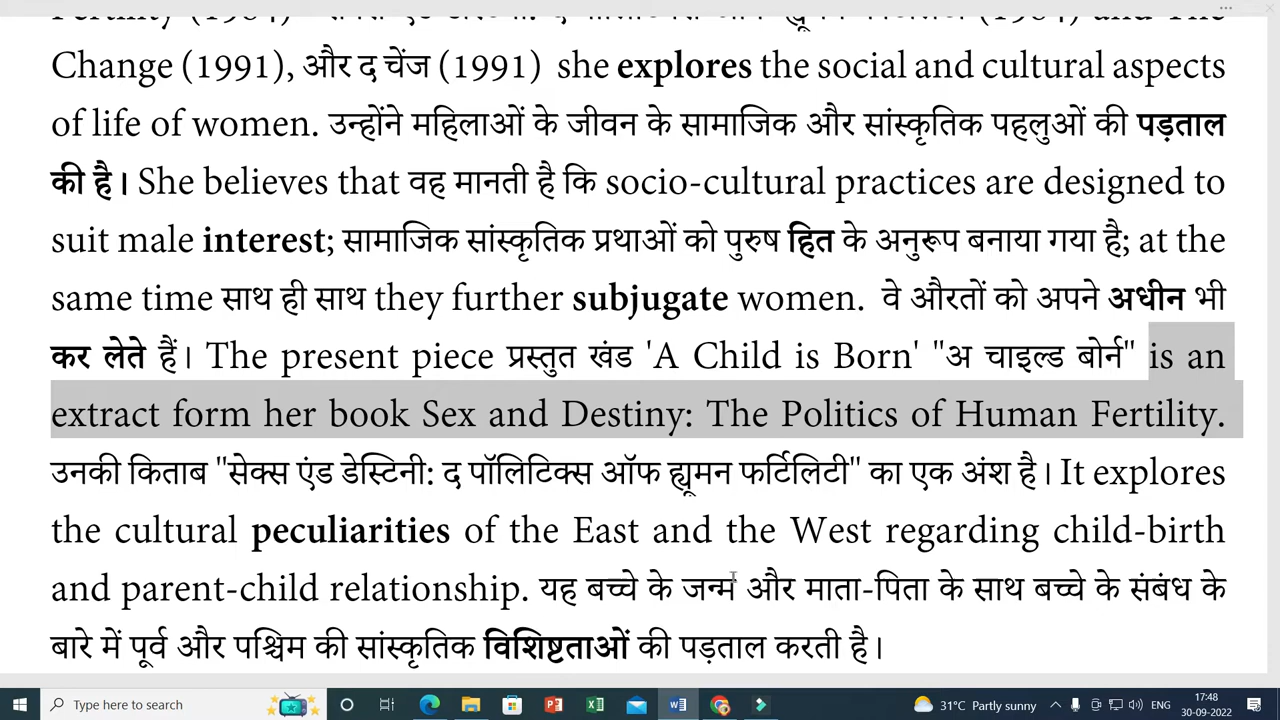 Change (1991), और द चेंज (1991) she explores the social and cultural aspects
of life of women. उन्होंने महिलाओं के जीवन के सामाजिक और सांस्कृतिक पहलुओं की पड़ताल
की है। She believes that वह मानती है कि socio-cultural practices are designed to
suit male interest; सामाजिक सांस्कृतिक प्रथाओं को पुरुष हित के अनुरूप बनाया गया है; at the
same time साथ ही साथ they further subjugate women. वे औरतों को अपने अधीन भी
कर लेते हैं। The present piece प्रस्तुत खंड 'A Child is Born' "अ चाइल्ड बोर्न" is an
extract form her book Sex and Destiny: The Politics of Human Fertility.
उनकी किताब "सेक्स एंड डेस्टिनी: द पॉलिटिक्स ऑफ ह्यूमन फर्टिलिटी" का एक अंश है। It explores
the cultural peculiarities of the East and the West regarding child-birth
and parent-child relationship. यह बच्चे के जन्म और माता-पिता के साथ बच्चे के संबंध के
बारे में पूर्व और पश्चिम की सांस्कृतिक विशिष्टताओं की पड़ताल करती है।
Type here to search
31°C Partly sunny
ENG
17:48
30-09-2022